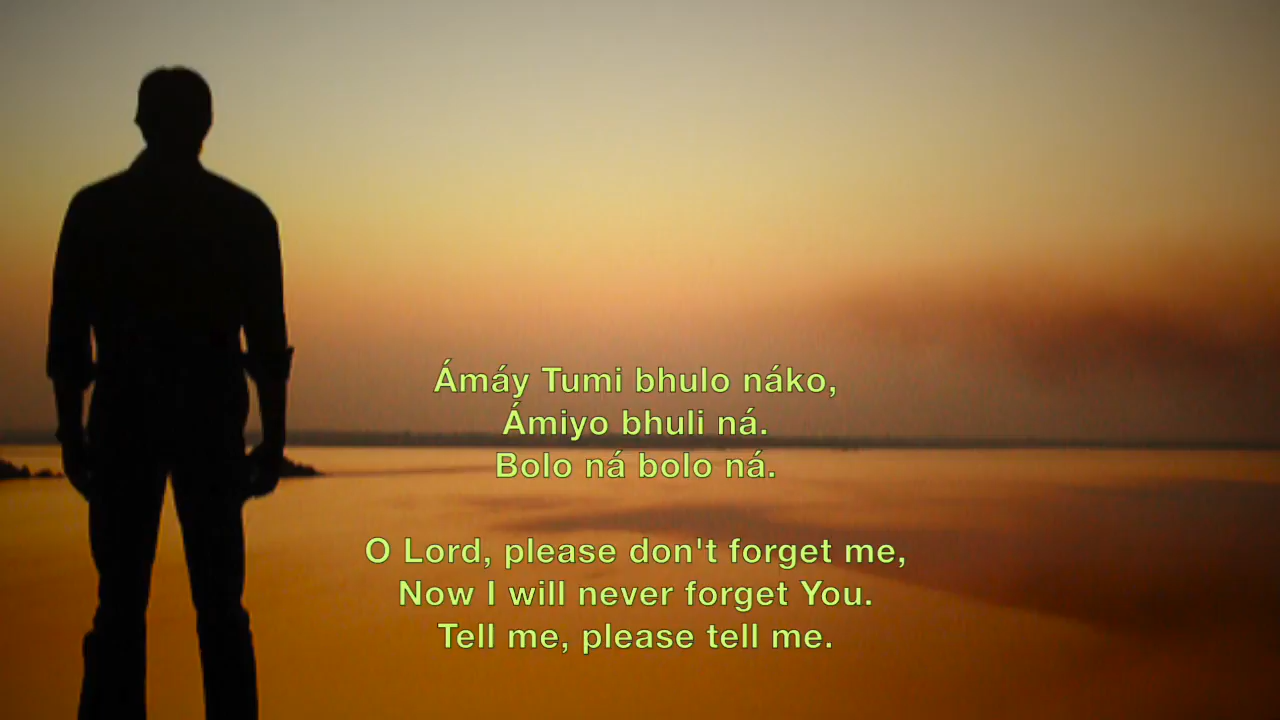 Ámáy Tumi bhulo náko,
Ámiyo bhuli ná.
Bolo ná bolo ná.
O Lord, please don't forget me,
Now I will never forget You.
Tell me, please tell me.